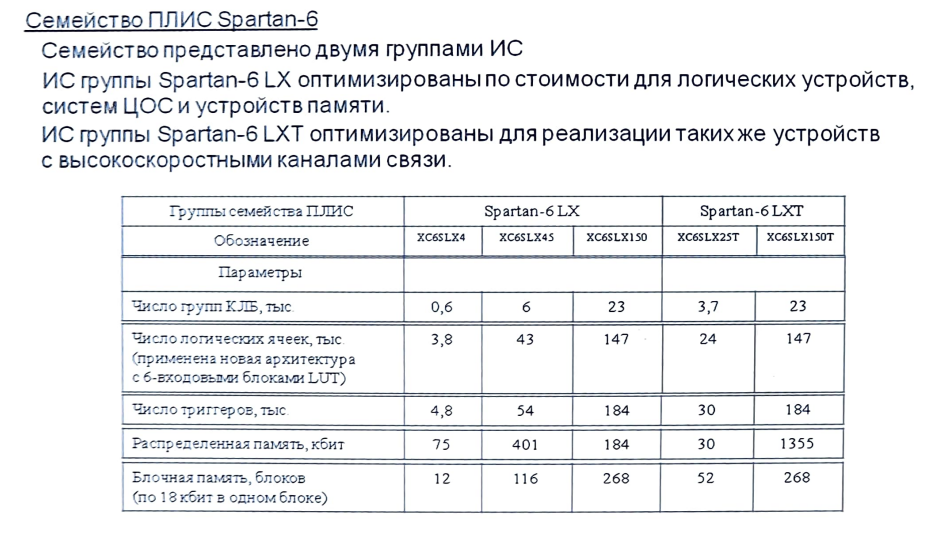 Семейство ПЛИС Spartan-6
Семейство представлено двумя группами ИС
ИС группы Spartan-6 LX оптимизированы по стоимости для логических устройств,
систем ЦОС и устройств памяти.
ИС группы Spartan-6 LXT оптимизированы для реализации таких же устройств
с высокоскоростными каналами связи.
Группы семейства ПЛИС Spartan-6 LX Spartan-6 LXT
Обозначение XC6SLX4 XC6SLX45 XC6SLX150 XC6SLX25T XC6SLX150T
Параметры
Число групп КЛБ, тыс. 0,6 6 23 3,7 23
Число логических ячеек, тыс. 3,8 43 147 24 147
(применена новая архитектура
с 6-входовыми блоками LUT)
Число триггеров, тыс. 4,8 54 184 30 184
Распределенная память, кбит 75 401 184 30 1355
Блочная память, блоков 12 116 268 52 268
(по 18 кбит в одном блоке)